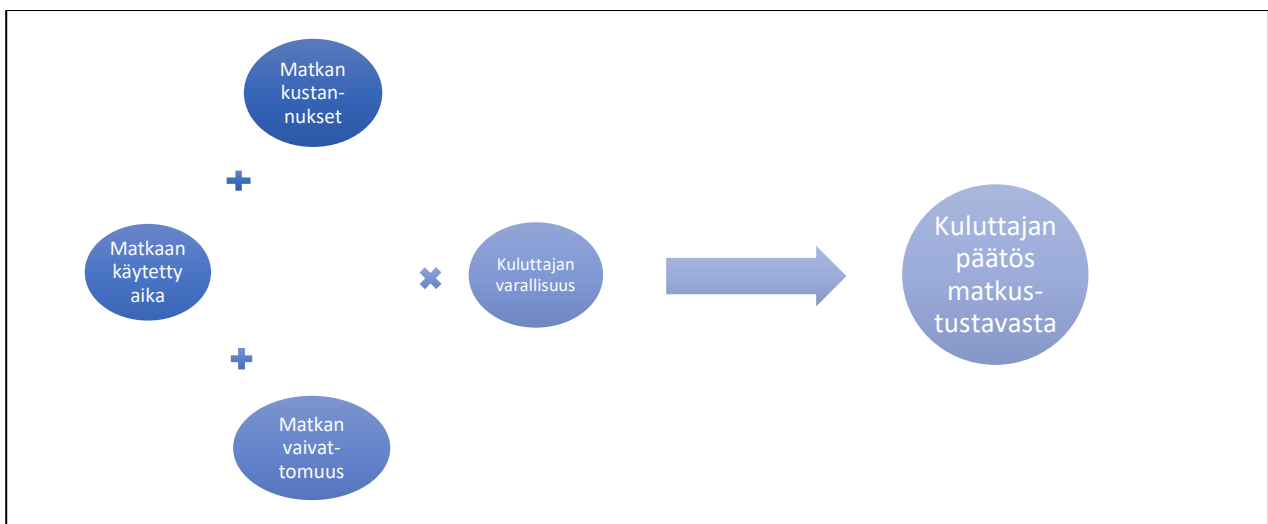 Matkan
kustan-
nukset
Matkaan
käytetty
aika
Matkan
vaivat-
tomuus
Kuluttajan
varallisuus
Kuluttajan
päätös
matkus-
tustavasta